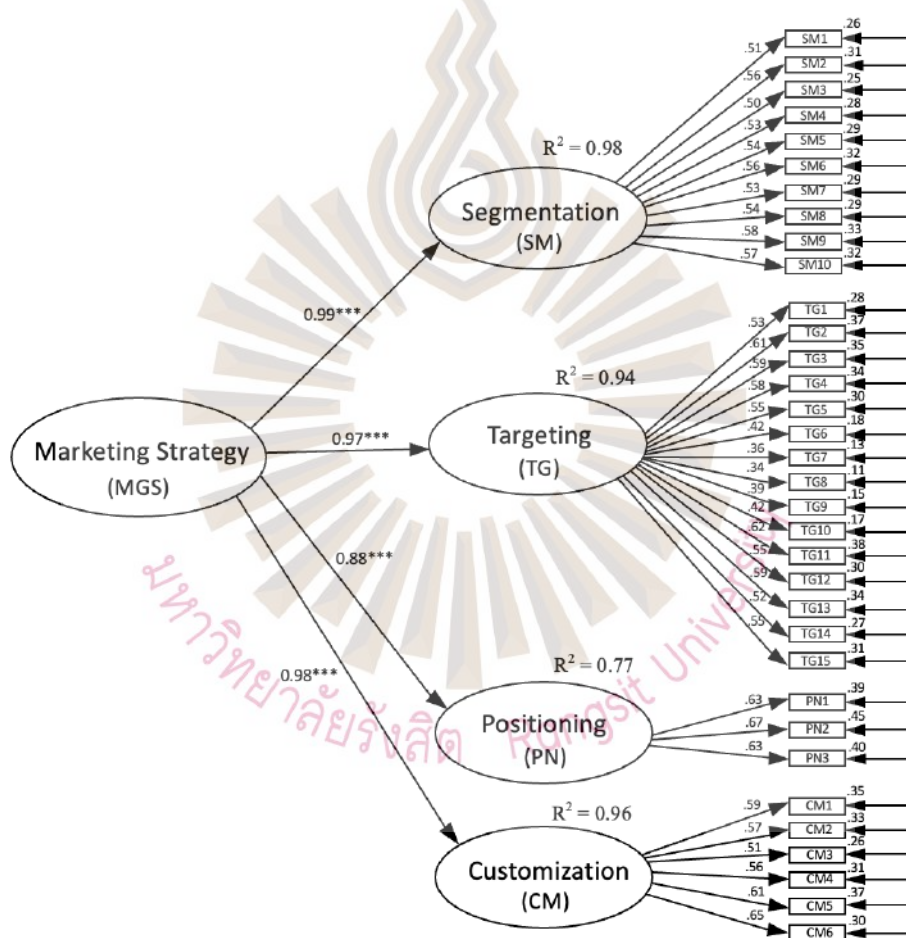 .26
.51
SM1
.31
.56
SM2
.25
.50
SM3
.28
.53
SM4
.29
.54
SM5
.32
.56
SM6
.29
.53
SM7
.29
.54
SM8
.33
.58
SM9
.32
.57
SM10
R² = 0.98
Segmentation
(SM)
0.99***
.28
.53
TG1
.37
.61
TG2
.35
.59
TG3
.34
.58
TG4
.30
.55
TG5
.18
.42
TG6
.13
.36
TG7
.11
.34
TG8
.15
.39
TG9
.17
.42
TG10
.38
.62
TG11
.30
.55
TG12
.34
.59
TG13
.27
.52
TG14
.31
.55
TG15
R² = 0.94
Targeting
(TG)
Marketing Strategy
(MGS)
0.97***
0.88***
0.98***
R² = 0.77
Positioning
(PN)
.39
.63
PN1
.45
.67
PN2
.40
.63
PN3
R² = 0.96
Customization
(CM)
.35
.59
CM1
.33
.57
CM2
.26
.51
CM3
.31
.56
CM4
.37
.61
CM5
.30
.65
CM6
มหาวิทยาลัยรังสิต Rangsit University